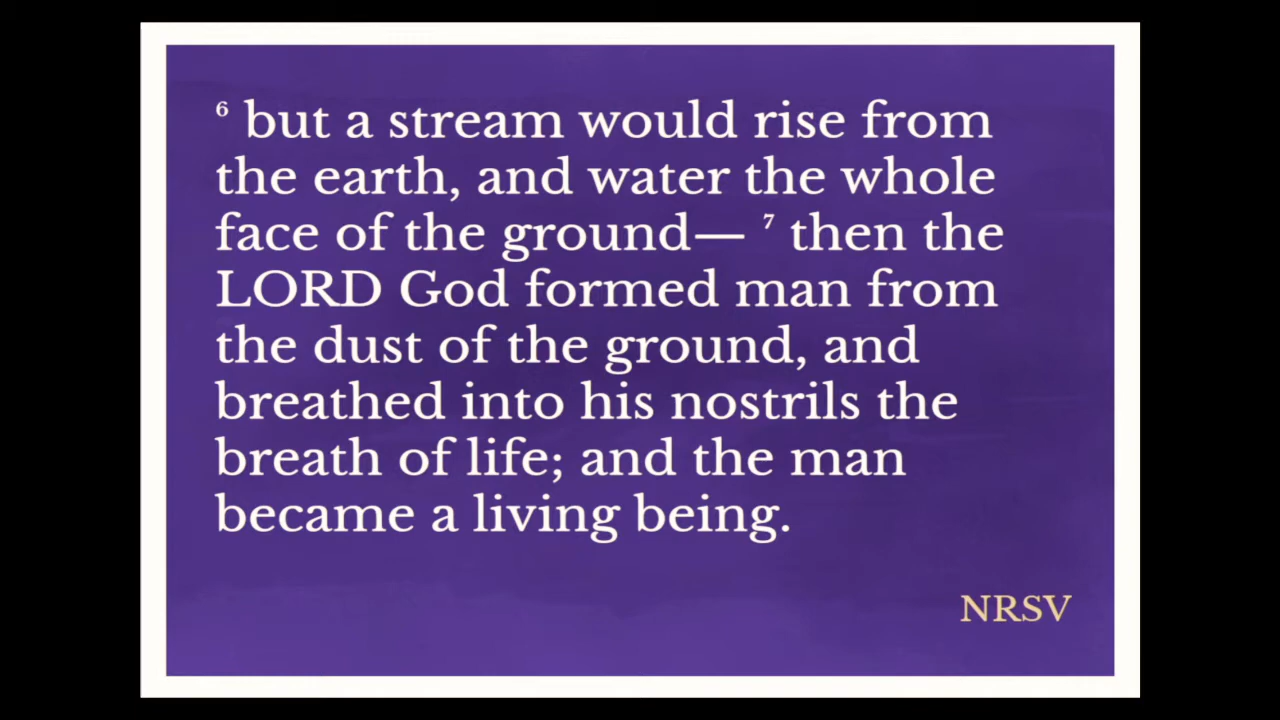 ⁶ but a stream would rise from
the earth, and water the whole
face of the ground— ⁷ then the
LORD God formed man from
the dust of the ground, and
breathed into his nostrils the
breath of life; and the man
became a living being.
NRSV